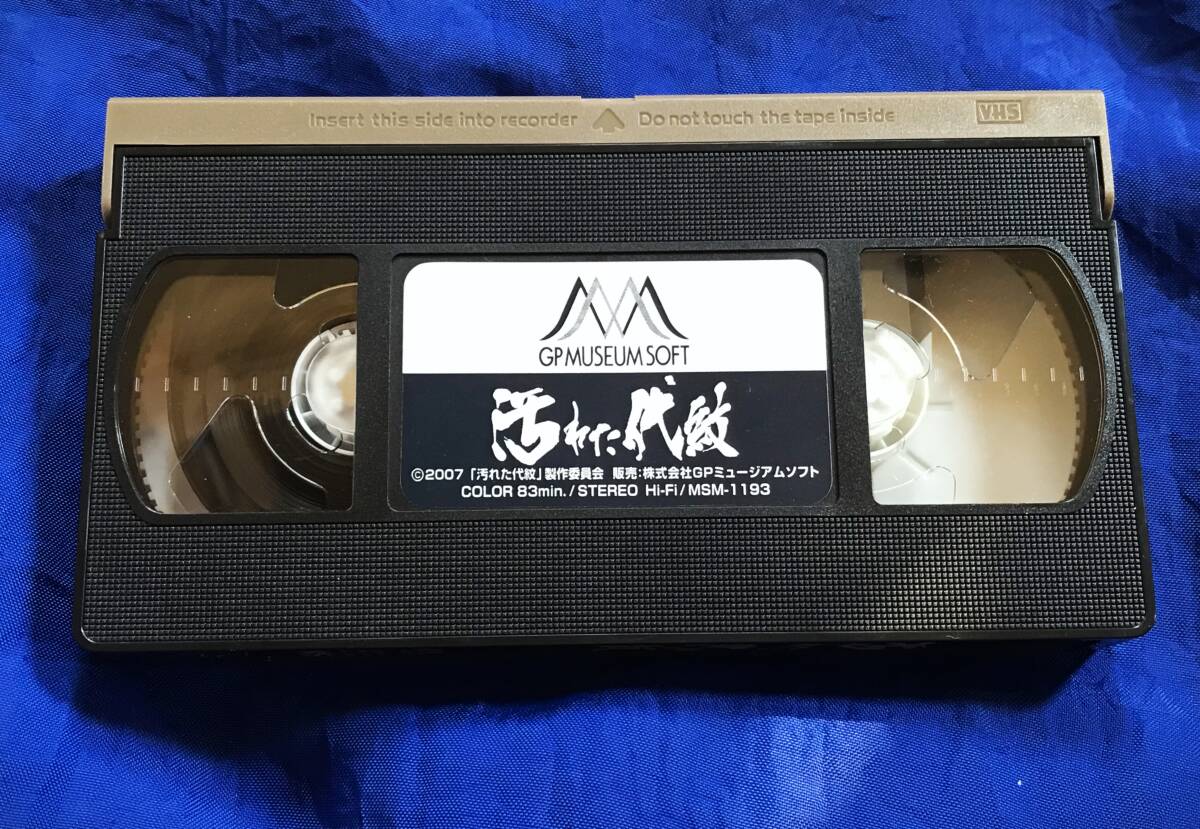 Insert this side into recorder Do not touch the tape inside VHS
GP MUSEUM SOFT
汚れた代紋
©2007「汚れた代紋」製作委員会 販売:株式会社GPミュージアムソフト
COLOR 83min./STEREO Hi-Fi/MSM-1193